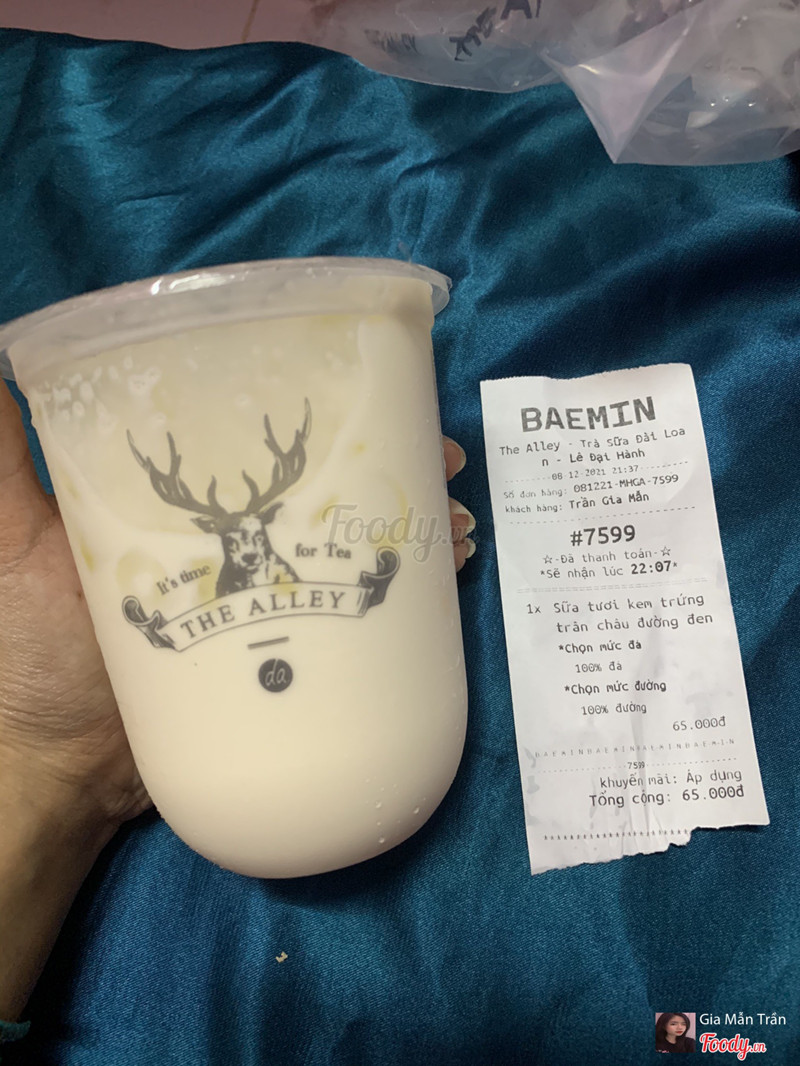 It's time for Tea
THE ALLEY
da
Foody.vn
BAEMIN
The Alley - Trà Sữa Đài Loa
n - Lê Đại Hành
08-12-2021 21:37
Số đơn hàng: 081221-MHGA-7599
khách hàng: Trần Gia Mẫn
#7599
☆-Đã thanh toán-☆
*Sẽ nhận lúc 22:07*
1x Sữa tươi kem trứng
trân châu đường đen
*Chọn mức đá
100% đá
*Chọn mức đường
100% đường
65.000đ
BAEMINBAEMINBAEMINBAEMIN
7599
khuyến mãi: Áp dụng
Tổng cộng: 65.000đ
Gia Mẫn Trần
Foody.vn